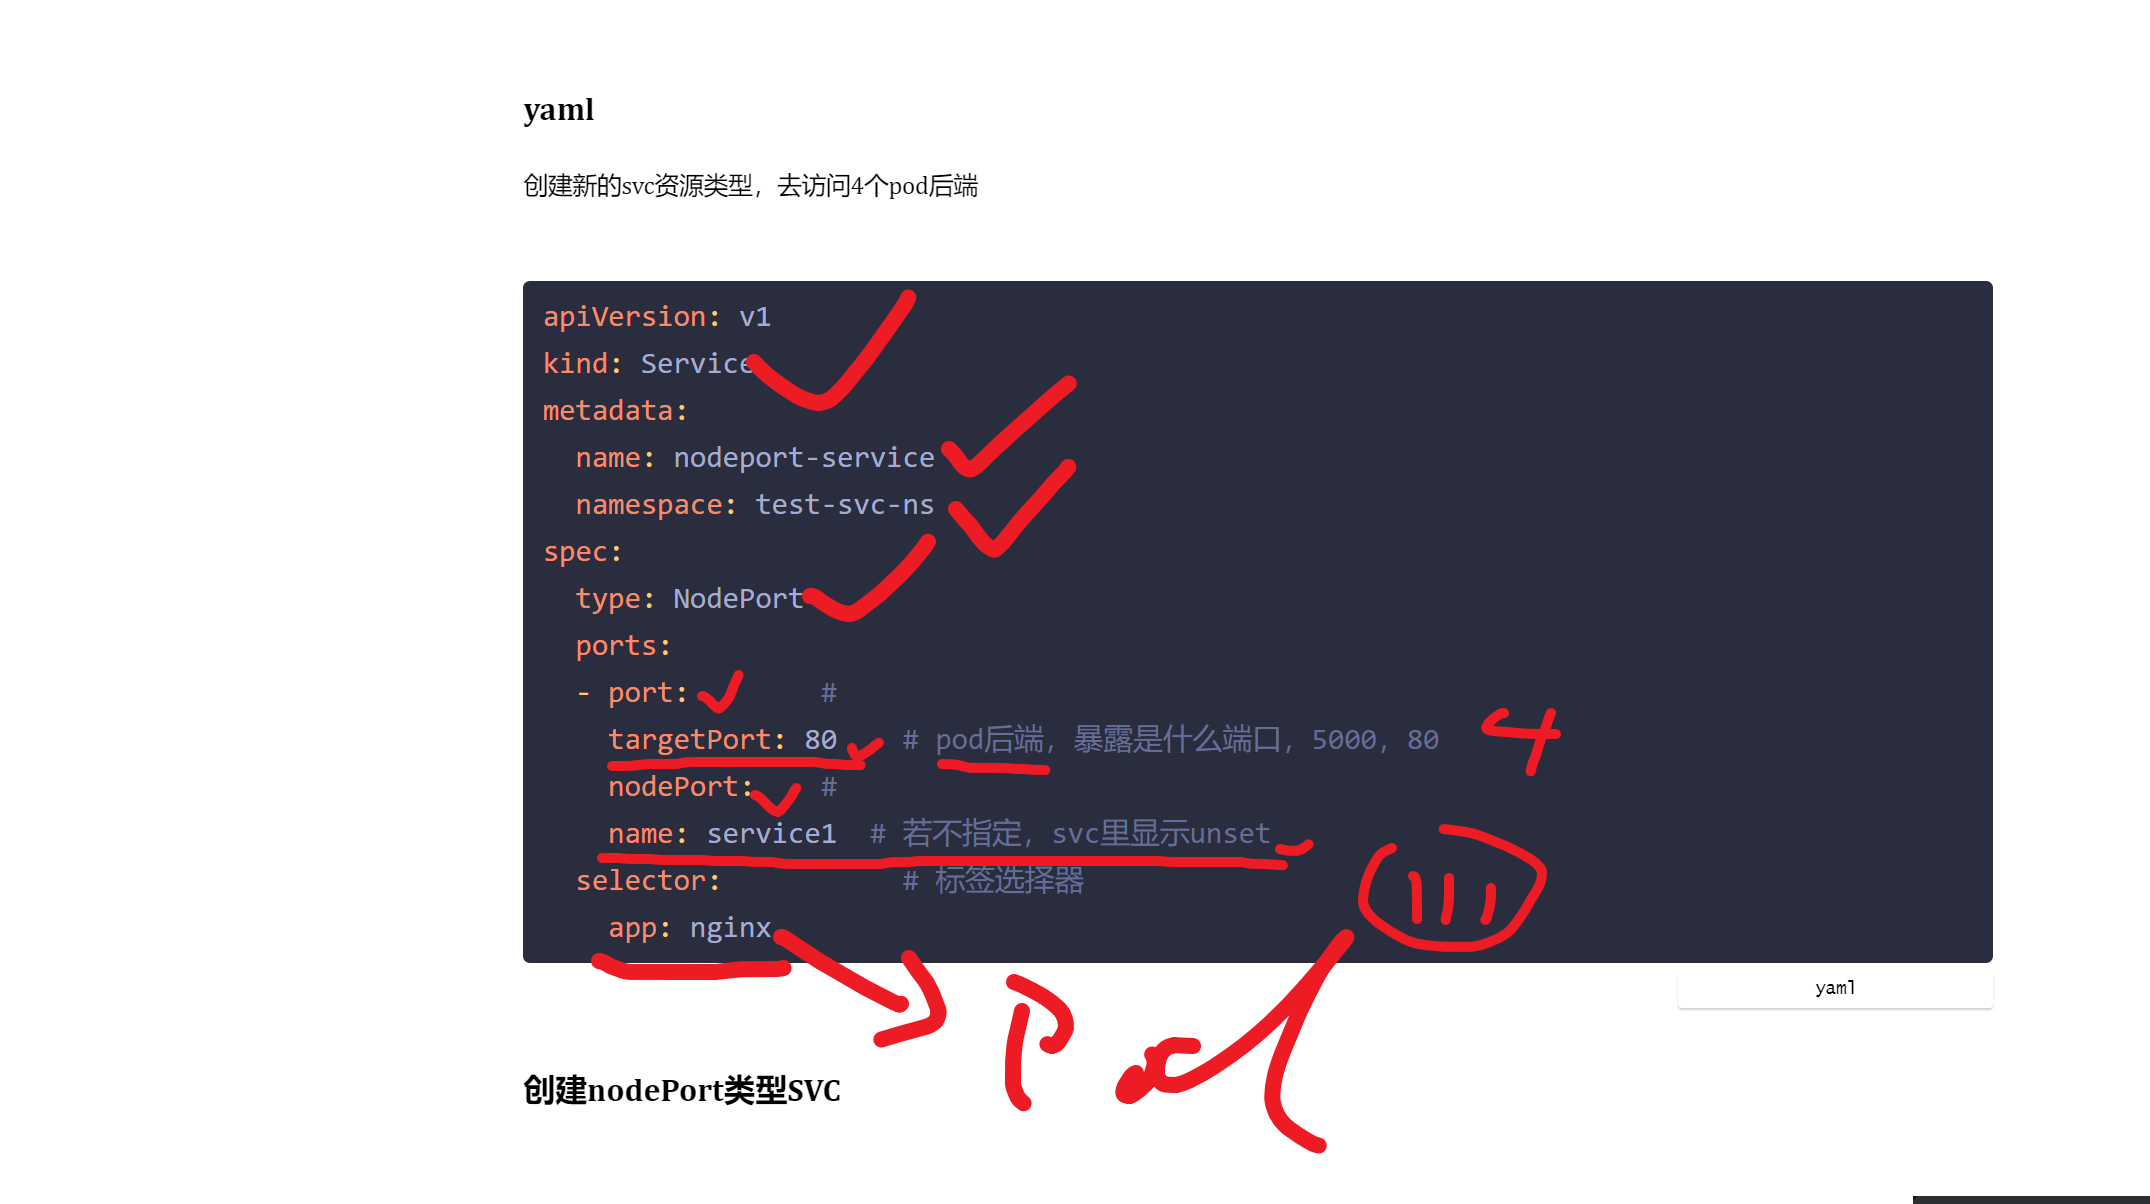 yaml
创建新的svc资源类型，去访问4个pod后端
apiVersion: v1
kind: Service
metadata:
  name: nodeport-service
  namespace: test-svc-ns
spec:
  type: NodePort
  ports:
  - port:        #
    targetPort: 80    # pod后端，暴露是什么端口，5000，80
4
    nodePort:    #
    name: service1  # 若不指定，svc里显示unset
  selector:           # 标签选择器
    app: nginx
Pod
yaml
创建nodePort类型SVC